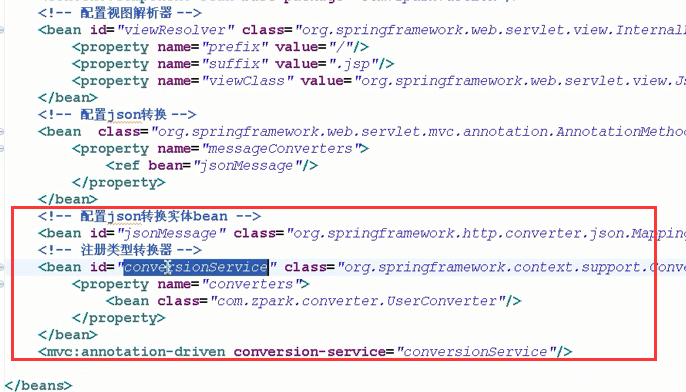 <!-- 配置视图解析器 -->
<bean id="viewResolver" class="org.springframework.web.servlet.view.Internal
<property name="prefix" value="/"/>
<property name="suffix" value=".jsp"/>
<property name="viewClass" value="org.springframework.web.servlet.view.Js
</bean>
<!-- 配置json转换 -->
<bean class="org.springframework.web.servlet.mvc.annotation.AnnotationMethod
<property name="messageConverters">
<ref bean="jsonMessage"/>
</property>
</bean>
<!-- 配置json转换实体bean -->
<bean id="jsonMessage" class="org.springframework.http.converter.json.Mapping
<!-- 注册类型转换器 -->
<bean id="conversionService" class="org.springframework.context.support.Conve
<property name="converters">
<bean class="com.zpark.converter.UserConverter"/>
</property>
</bean>
<mvc:annotation-driven conversion-service="conversionService"/>
</beans>